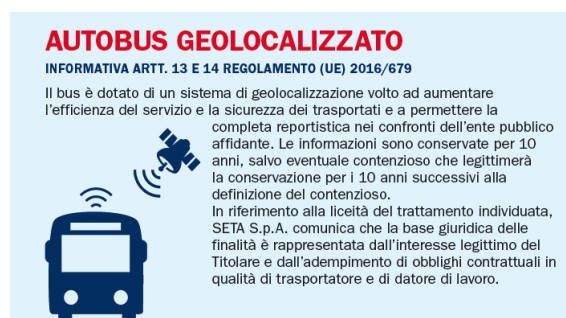 AUTOBUS GEOLOCALIZZATO
INFORMATIVA ARTT. 13 E 14 REGOLAMENTO (UE) 2016/679
Il bus è dotato di un sistema di geolocalizzazione volto ad aumentare
l'efficienza del servizio e la sicurezza dei trasportati e a permettere la
completa reportistica nei confronti dell'ente pubblico
affidante. Le informazioni sono conservate per 10
anni, salvo eventuale contenzioso che legittimerà
la conservazione per i 10 anni successivi alla
definizione del contenzioso.
In riferimento alla liceità del trattamento individuata,
SETA S.p.A. comunica che la base giuridica delle
finalità è rappresentata dall'interesse legittimo del
Titolare e dall'adempimento di obblighi contrattuali in
qualità di trasportatore e di datore di lavoro.